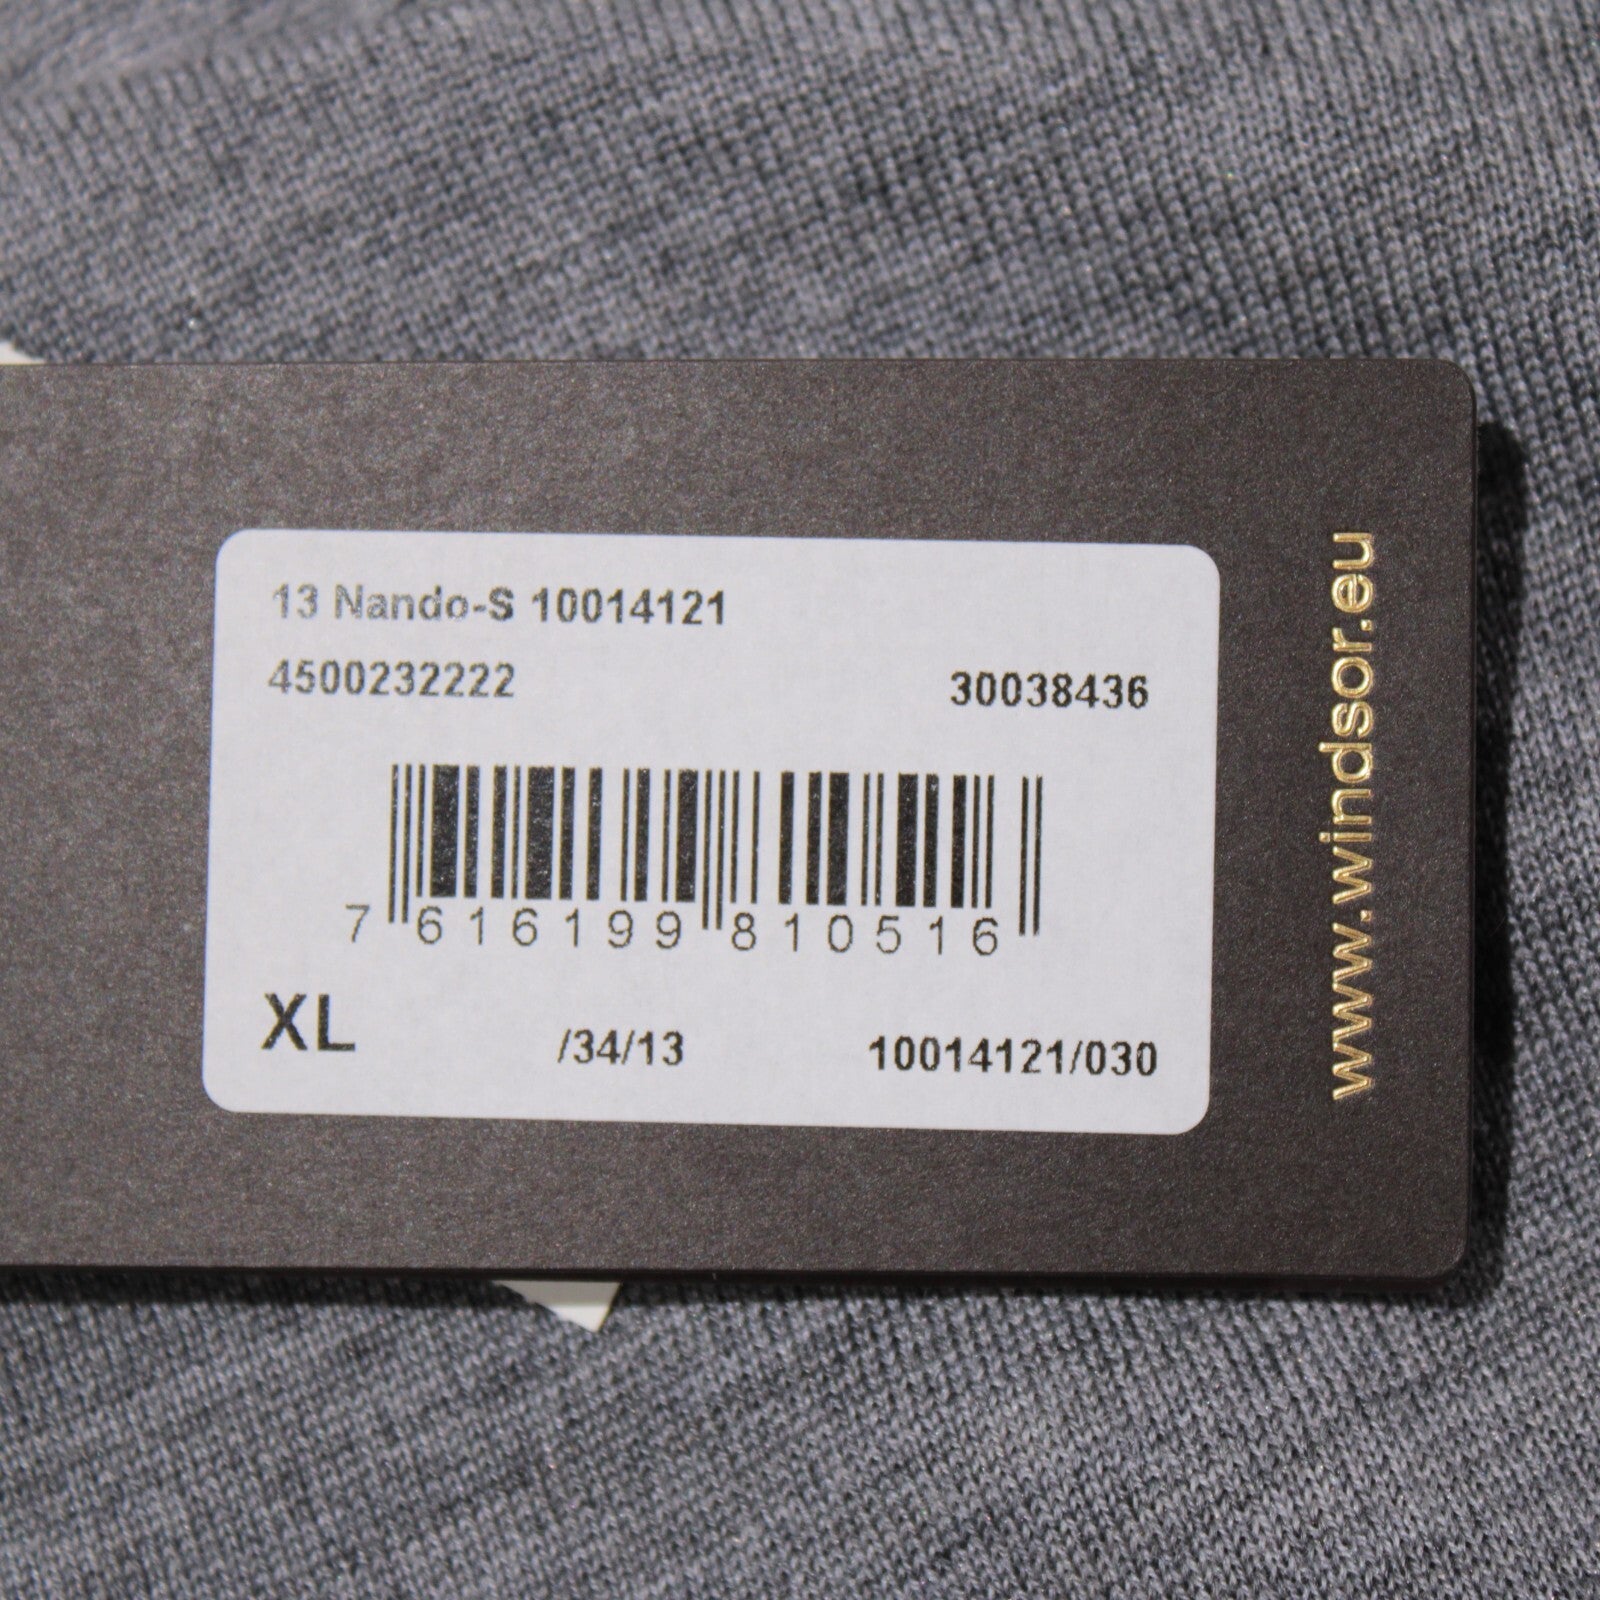 13 Nando-S 10014121
4500232222 30038436
7 616199 810516
XL /34/13 10014121/030
www.windsor.eu